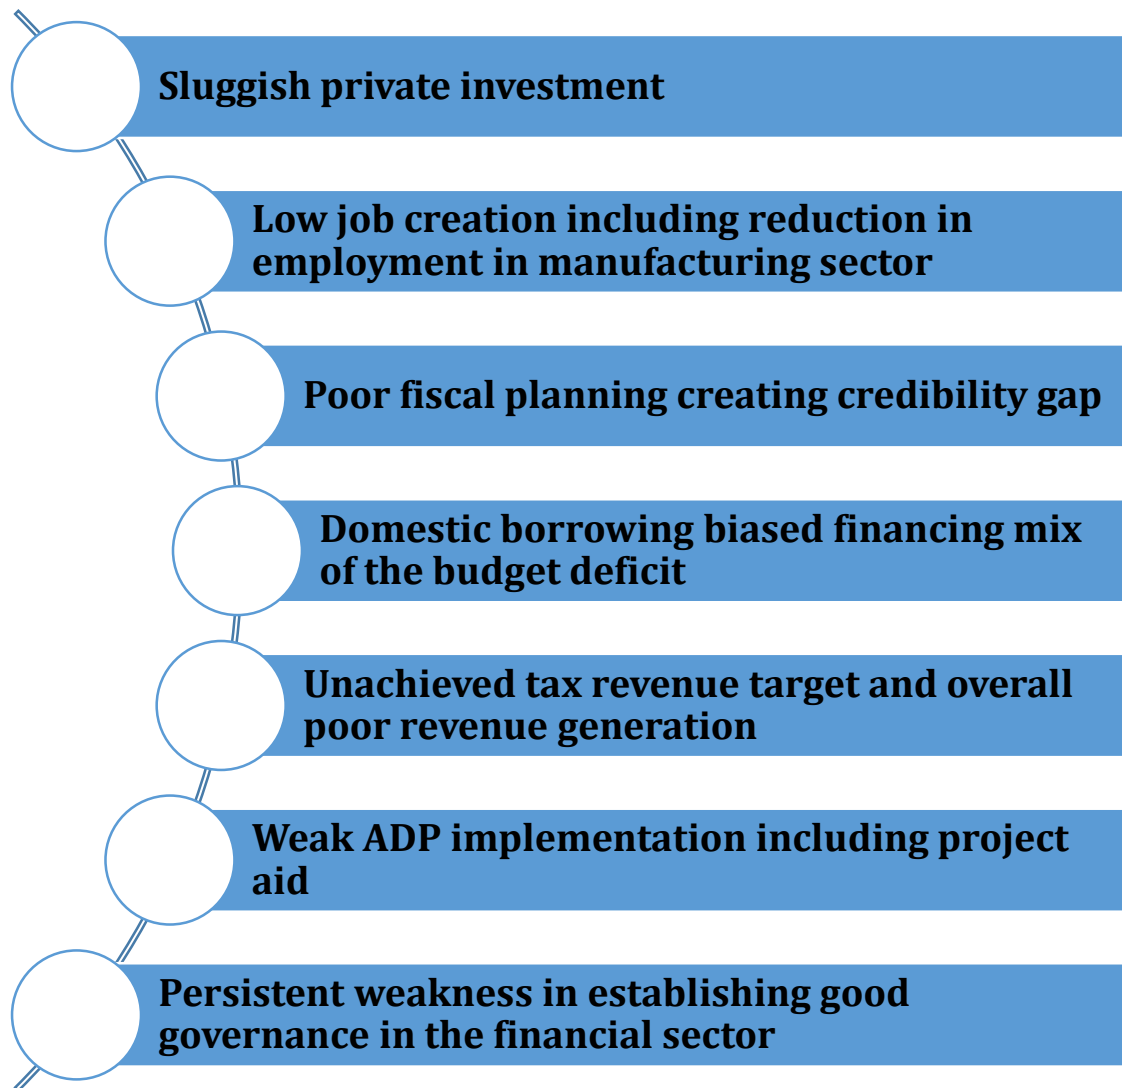 Sluggish private investment
Low job creation including reduction in
employment in manufacturing sector
Poor fiscal planning creating credibility gap
Domestic borrowing biased financing mix
of the budget deficit
Unachieved tax revenue target and overall
poor revenue generation
Weak ADP implementation including project
aid
Persistent weakness in establishing good
governance in the financial sector